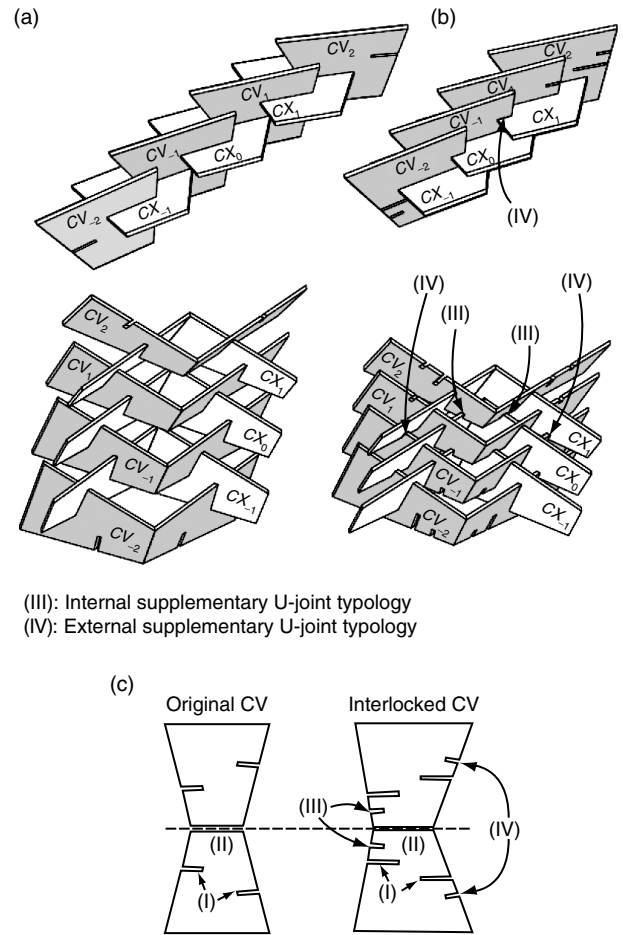 (a)
CV₂
CV₁
CV₋₁
CX₁
CX₀
CV₋₂
CX₋₁
(b)
CV₂
CV₁
CV₋₁
CX₁
CV₋₂
CX₀
CX₋₁
(IV)
CV₂
CX₁
CV₁
CX₀
CV₋₁
CX₋₁
CV₋₂
(IV)
(III)
(III)
(IV)
CV₂
CV₁
CX₁
CX₀
CV₋₁
CX₋₁
CV₋₂
(III): Internal supplementary U-joint typology
(IV): External supplementary U-joint typology
(c)
Original CV
Interlocked CV
(II)
(I)
(III)
(II)
(IV)
(I)